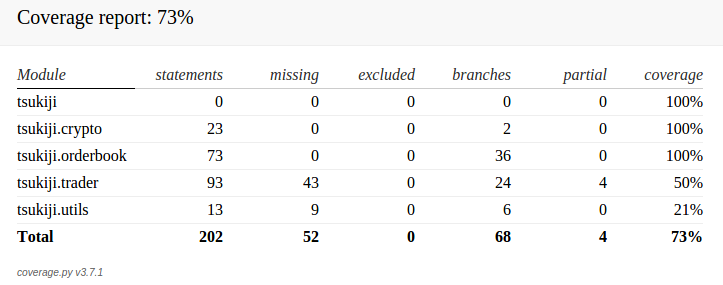 Coverage report: 73%
Module statements missing excluded branches partial coverage
tsukiji 0 0 0 0 0 100%
tsukiji.crypto 23 0 0 2 0 100%
tsukiji.orderbook 73 0 0 36 0 100%
tsukiji.trader 93 43 0 24 4 50%
tsukiji.utils 13 9 0 6 0 21%
Total 202 52 0 68 4 73%
coverage.py v3.7.1